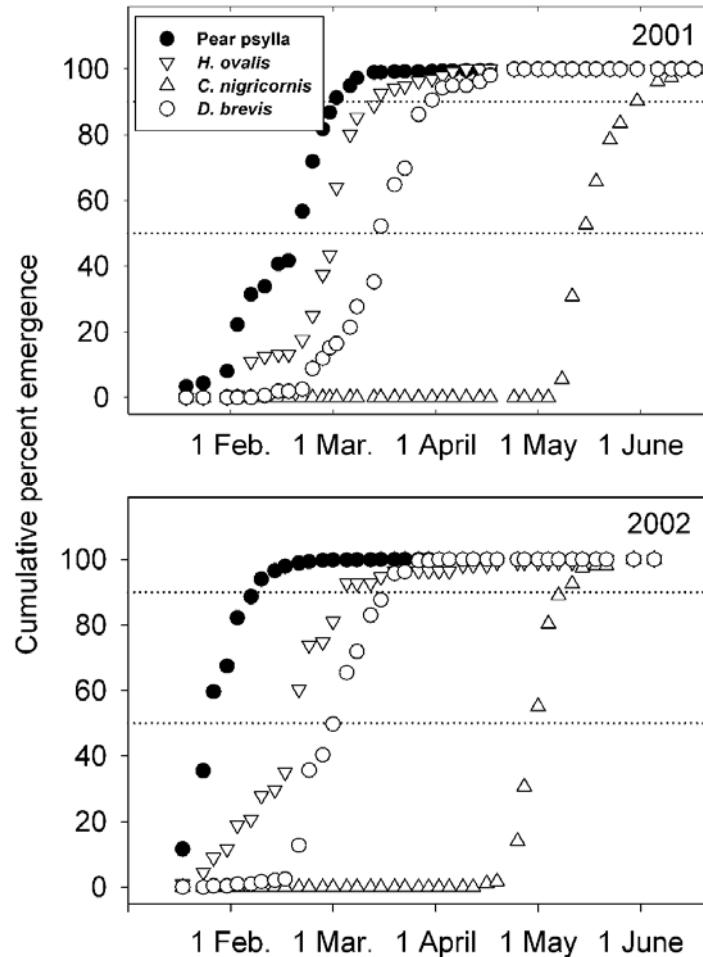 Pear psylla
H. ovalis
C. nigricornis
D. brevis
2001
100
80
60
40
20
0
1 Feb. 1 Mar. 1 April 1 May 1 June
Cumulative percent emergence
2002
100
80
60
40
20
0
1 Feb. 1 Mar. 1 April 1 May 1 June